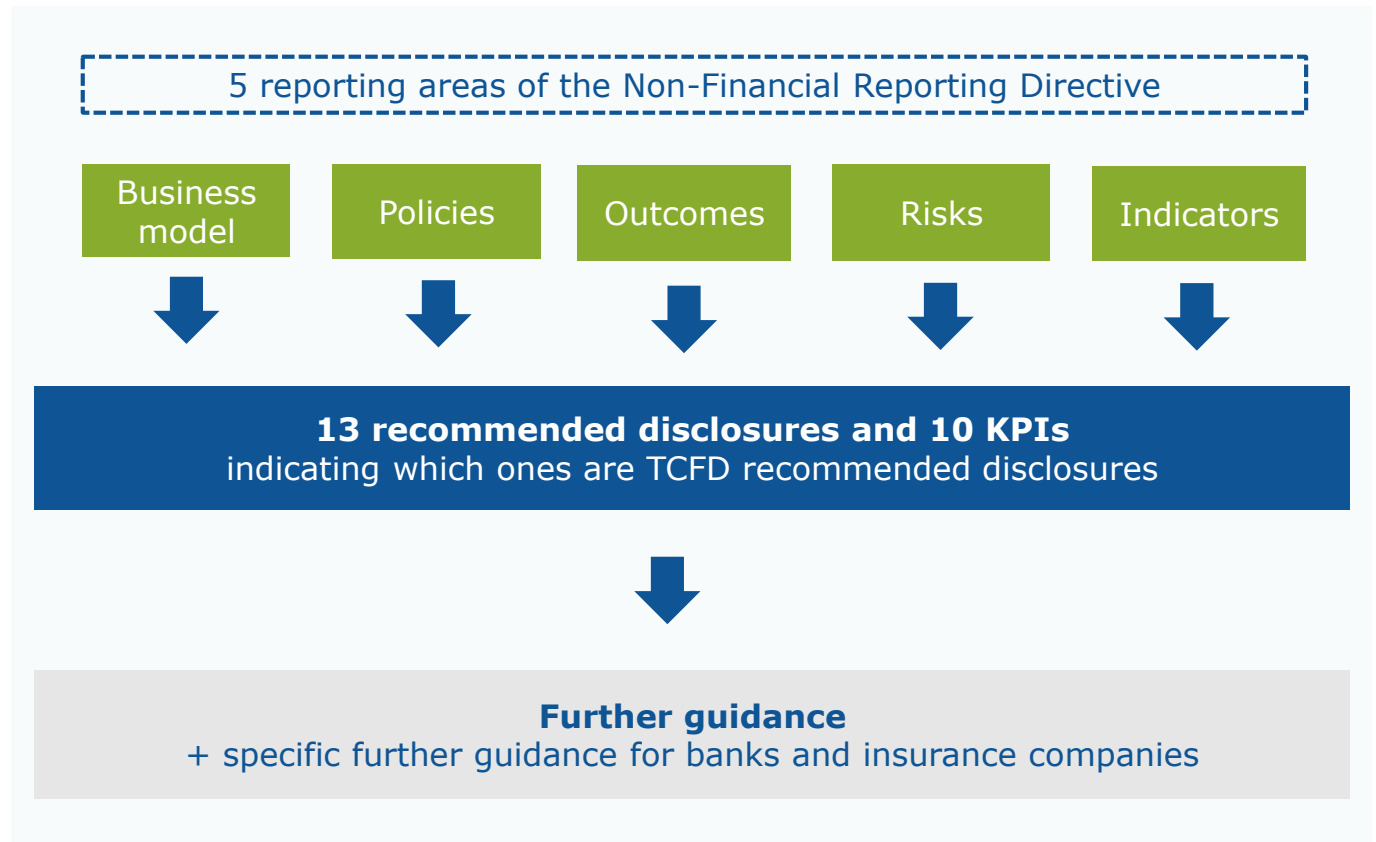 5 reporting areas of the Non-Financial Reporting Directive
Business
model
Policies
Outcomes
Risks
Indicators
13 recommended disclosures and 10 KPIs
indicating which ones are TCFD recommended disclosures
Further guidance
+ specific further guidance for banks and insurance companies